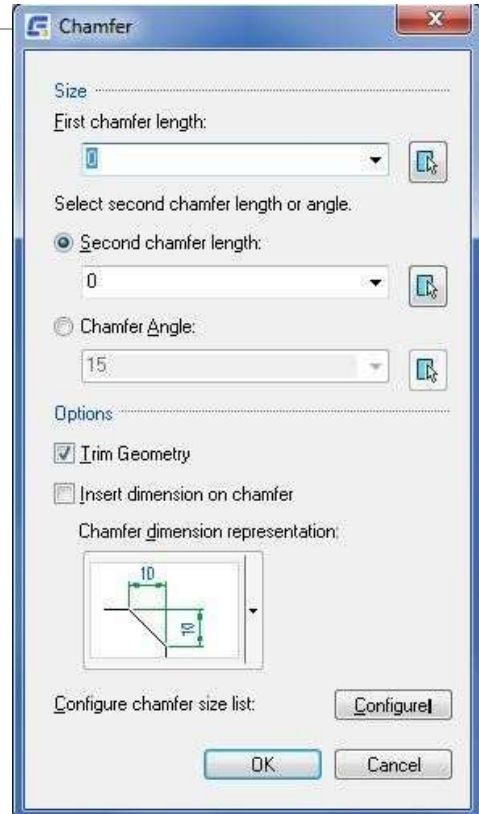 Chamfer
Size
First chamfer length:
0
Select second chamfer length or angle.
Second chamfer length:
0
Chamfer Angle:
15
Options
Trim Geometry
Insert dimension on chamfer
Chamfer dimension representation:
10
10
Configure chamfer size list:
Configure
OK
Cancel